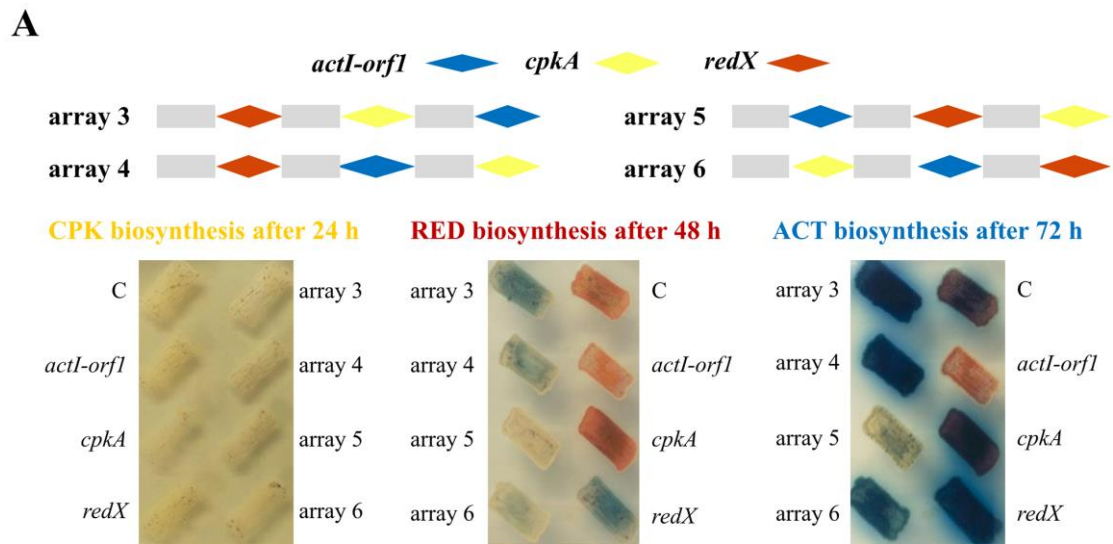 A
actI-orf1 cpkA redX
array 3 array 5
array 4 array 6
CPK biosynthesis after 24 h RED biosynthesis after 48 h ACT biosynthesis after 72 h
C array 3 array 3 C array 3 C
actI-orf1 array 4 array 4 actI-orf1 array 4 actI-orf1
cpkA array 5 array 5 cpkA array 5 cpkA
redX array 6 array 6 redX array 6 redX